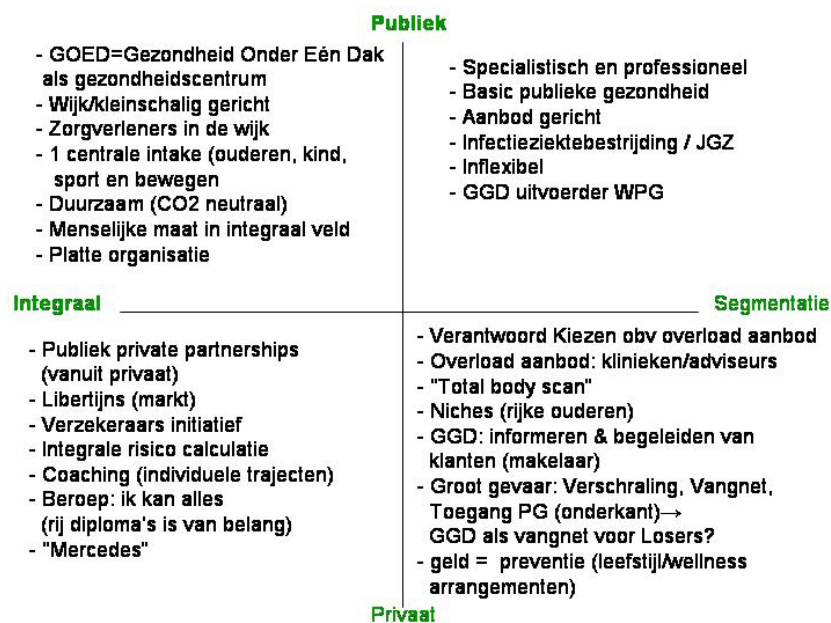 Publiek
- GOED=Gezondheid Onder Eén Dak
als gezondheidscentrum
- Wijk/kleinschalig gericht
- Zorgverleners in de wijk
- 1 centrale intake (ouderen, kind,
sport en bewegen
- Duurzaam (CO2 neutraal)
- Menselijke maat in integraal veld
- Platte organisatie
- Specialistisch en professioneel
- Basic publieke gezondheid
- Aanbod gericht
- Infectieziektebestrijding / JGZ
- Inflexibel
- GGD uitvoerder WPG
Integraal
Segmentatie
- Publiek private partnerships
(vanuit privaat)
- Libertijns (markt)
- Verzekeraars initiatief
- Integrale risico calculatie
- Coaching (individuele trajecten)
- Beroep: ik kan alles
(rij diploma's is van belang)
- "Mercedes"
- Verantwoord Kiezen obv overload aanbod
- Overload aanbod: klinieken/adviseurs
- "Total body scan"
- Niches (rijke ouderen)
- GGD: informeren & begeleiden van
klanten (makelaar)
- Groot gevaar: Verschraling, Vangnet,
Toegang PG (onderkant)→
GGD als vangnet voor Losers?
- geld = preventie (leefstijl/wellness
arrangementen)
Privaat